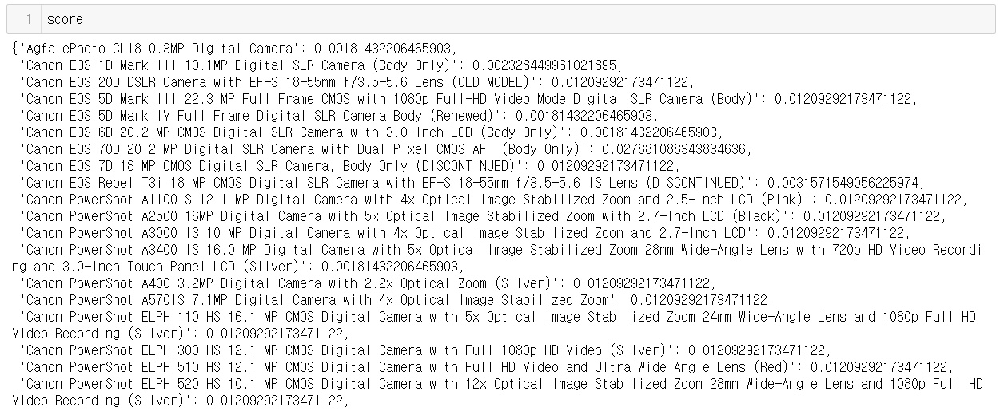 1 score
{'Agfa ePhoto CL18 0.3MP Digital Camera': 0.00181432206465903,
'Canon EOS 1D Mark III 10.1MP Digital SLR Camera (Body Only)': 0.002328449961021895,
'Canon EOS 20D DSLR Camera with EF-S 18-55mm f/3.5-5.6 Lens (OLD MODEL)': 0.01209292173471122,
'Canon EOS 5D Mark III 22.3 MP Full Frame CMOS with 1080p Full-HD Video Mode Digital SLR Camera (Body)': 0.01209292173471122,
'Canon EOS 5D Mark IV Full Frame Digital SLR Camera Body (Renewed)': 0.00181432206465903,
'Canon EOS 6D 20.2 MP CMOS Digital SLR Camera with 3.0-Inch LCD (Body Only)': 0.00181432206465903,
'Canon EOS 70D 20.2 MP Digital SLR Camera with Dual Pixel CMOS AF  (Body Only)': 0.027881088343834636,
'Canon EOS 7D 18 MP CMOS Digital SLR Camera, Body Only (DISCONTINUED)': 0.01209292173471122,
'Canon EOS Rebel T3i 18 MP CMOS Digital SLR Camera with EF-S 18-55mm f/3.5-5.6 IS Lens (DISCONTINUED)': 0.0031571549056225974,
'Canon PowerShot A1100IS 12.1 MP Digital Camera with 4x Optical Image Stabilized Zoom and 2.5-inch LCD (Pink)': 0.01209292173471122,
'Canon PowerShot A2500 16MP Digital Camera with 5x Optical Image Stabilized Zoom with 2.7-Inch LCD (Black)': 0.01209292173471122,
'Canon PowerShot A3000 IS 10 MP Digital Camera with 4x Optical Image Stabilized Zoom and 2.7-Inch LCD': 0.01209292173471122,
'Canon PowerShot A3400 IS 16.0 MP Digital Camera with 5x Optical Image Stabilized Zoom 28mm Wide-Angle Lens with 720p HD Video Recordi
ng and 3.0-Inch Touch Panel LCD (Silver)': 0.00181432206465903,
'Canon PowerShot A400 3.2MP Digital Camera with 2.2x Optical Zoom (Silver)': 0.01209292173471122,
'Canon PowerShot A570IS 7.1MP Digital Camera with 4x Optical Image Stabilized Zoom': 0.01209292173471122,
'Canon PowerShot ELPH 110 HS 16.1 MP CMOS Digital Camera with 5x Optical Image Stabilized Zoom 24mm Wide-Angle Lens and 1080p Full HD
Video Recording (Silver)': 0.01209292173471122,
'Canon PowerShot ELPH 300 HS 12.1 MP CMOS Digital Camera with Full 1080p HD Video (Silver)': 0.01209292173471122,
'Canon PowerShot ELPH 510 HS 12.1 MP CMOS Digital Camera with Full HD Video and Ultra Wide Angle Lens (Red)': 0.01209292173471122,
'Canon PowerShot ELPH 520 HS 10.1 MP CMOS Digital Camera with 12x Optical Image Stabilized Zoom 28mm Wide-Angle Lens and 1080p Full HD
Video Recording (Silver)': 0.01209292173471122,